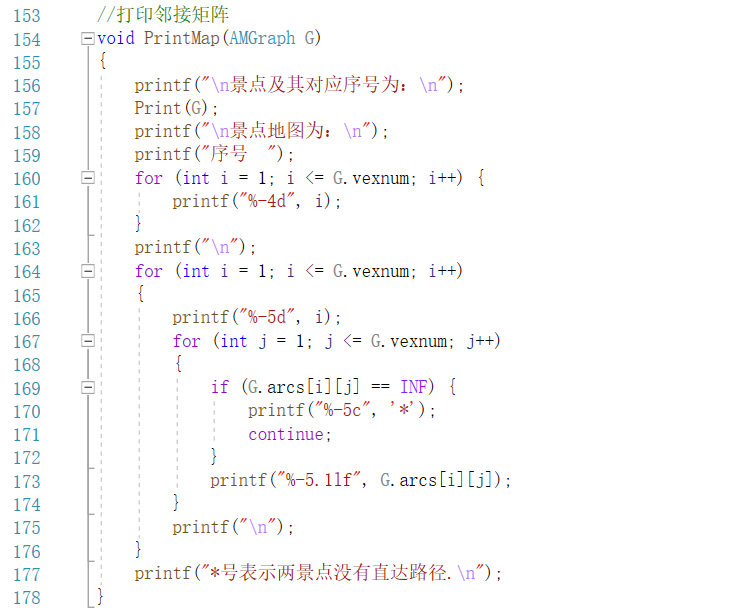 153 //打印邻接矩阵
154 void PrintMap(AMGraph G)
155 {
156 printf("\n景点及其对应序号为：\n");
157 Print(G);
158 printf("\n景点地图为：\n");
159 printf("序号  ");
160 for (int i = 1; i <= G.vexnum; i++) {
161 printf("%-4d", i);
162 }
163 printf("\n");
164 for (int i = 1; i <= G.vexnum; i++)
165 {
166 printf("%-5d", i);
167 for (int j = 1; j <= G.vexnum; j++)
168 {
169 if (G.arcs[i][j] == INF) {
170 printf("%-5c", '*');
171 continue;
172 }
173 printf("%-5.1lf", G.arcs[i][j]);
174 }
175 printf("\n");
176 }
177 printf("*号表示两景点没有直达路径.\n");
178 }